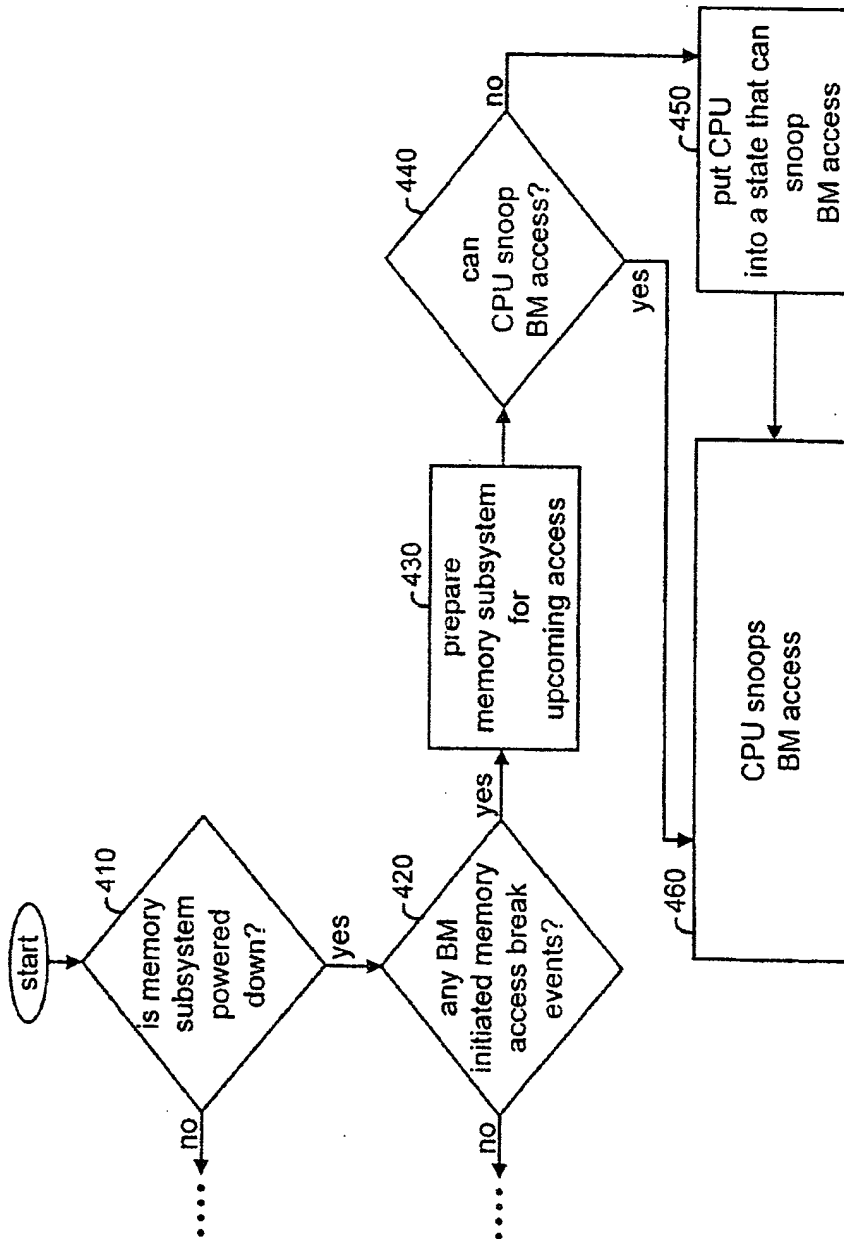 start
410
is memory
subsystem
powered
down?
no
yes
....
420
any BM
initiated memory
access break
events?
no
yes
....
430
prepare
memory subsystem
for
upcoming access
440
can
CPU snoop
BM access?
no
yes
450
put CPU
into a state that can
snoop
BM access
460
CPU snoops
BM access